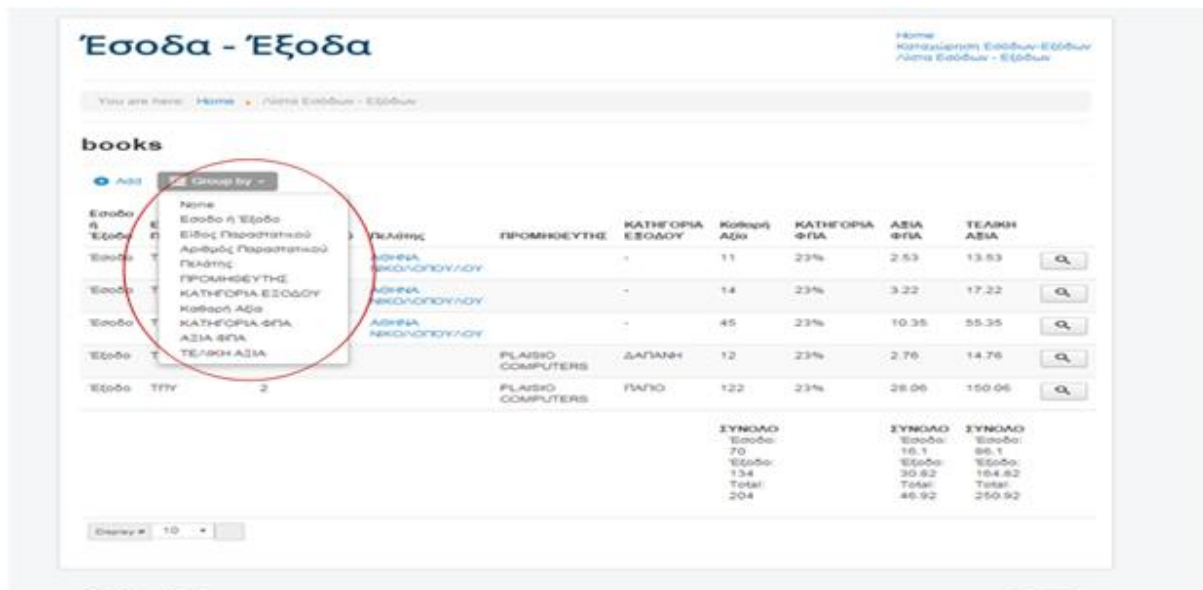 Έσοδα - Έξοδα
Home
Καταχώρηση Εσόδων-Εξόδων
Λίστα Εσόδων - Εξόδων
You are here: Home Λίστα Εσόδων - Εξόδων
books
Add Group by
None
Εσοδο ή Έξοδο
Είδος Παραστατικού
Αριθμός Παραστατικού
Πελάτης
ΠΡΟΜΗΘΕΥΤΗΣ
ΚΑΤΗΓΟΡΙΑ ΕΞΟΔΟΥ
Καθαρή Αξία
ΚΑΤΗΓΟΡΙΑ ΦΠΑ
ΑΞΙΑ ΦΠΑ
ΤΕΛΙΚΗ ΑΞΙΑ
Εσοδο ή Έξοδο Πελάτης ΠΡΟΜΗΘΕΥΤΗΣ ΚΑΤΗΓΟΡΙΑ ΕΞΟΔΟΥ Καθαρή Αξία ΚΑΤΗΓΟΡΙΑ ΦΠΑ ΑΞΙΑ ΦΠΑ ΤΕΛΙΚΗ ΑΞΙΑ
Έσοδο Τ ΑΘΗΝΑ ΝΙΚΟΛΟΠΟΥΛΟΥ - 11 23% 2.53 13.53
Έσοδο Τ ΑΘΗΝΑ ΝΙΚΟΛΟΠΟΥΛΟΥ - 14 23% 3.22 17.22
Έσοδο Τ ΑΘΗΝΑ ΝΙΚΟΛΟΠΟΥΛΟΥ - 45 23% 10.35 55.35
Έξοδο Τ PLAISIO COMPUTERS ΔΑΠΑΝΗ 12 23% 2.76 14.76
Έξοδο ΤΠΥ 2 PLAISIO COMPUTERS ΠΑΓΙΟ 122 23% 28.06 150.06
ΣΥΝΟΛΟ ΣΥΝΟΛΟ ΣΥΝΟΛΟ
Έσοδο: Έσοδο: Έσοδο:
70 16.1 86.1
Έξοδο: Έξοδο: Έξοδο:
134 30.82 164.82
Total: Total: Total:
204 46.92 250.92
Display # 10